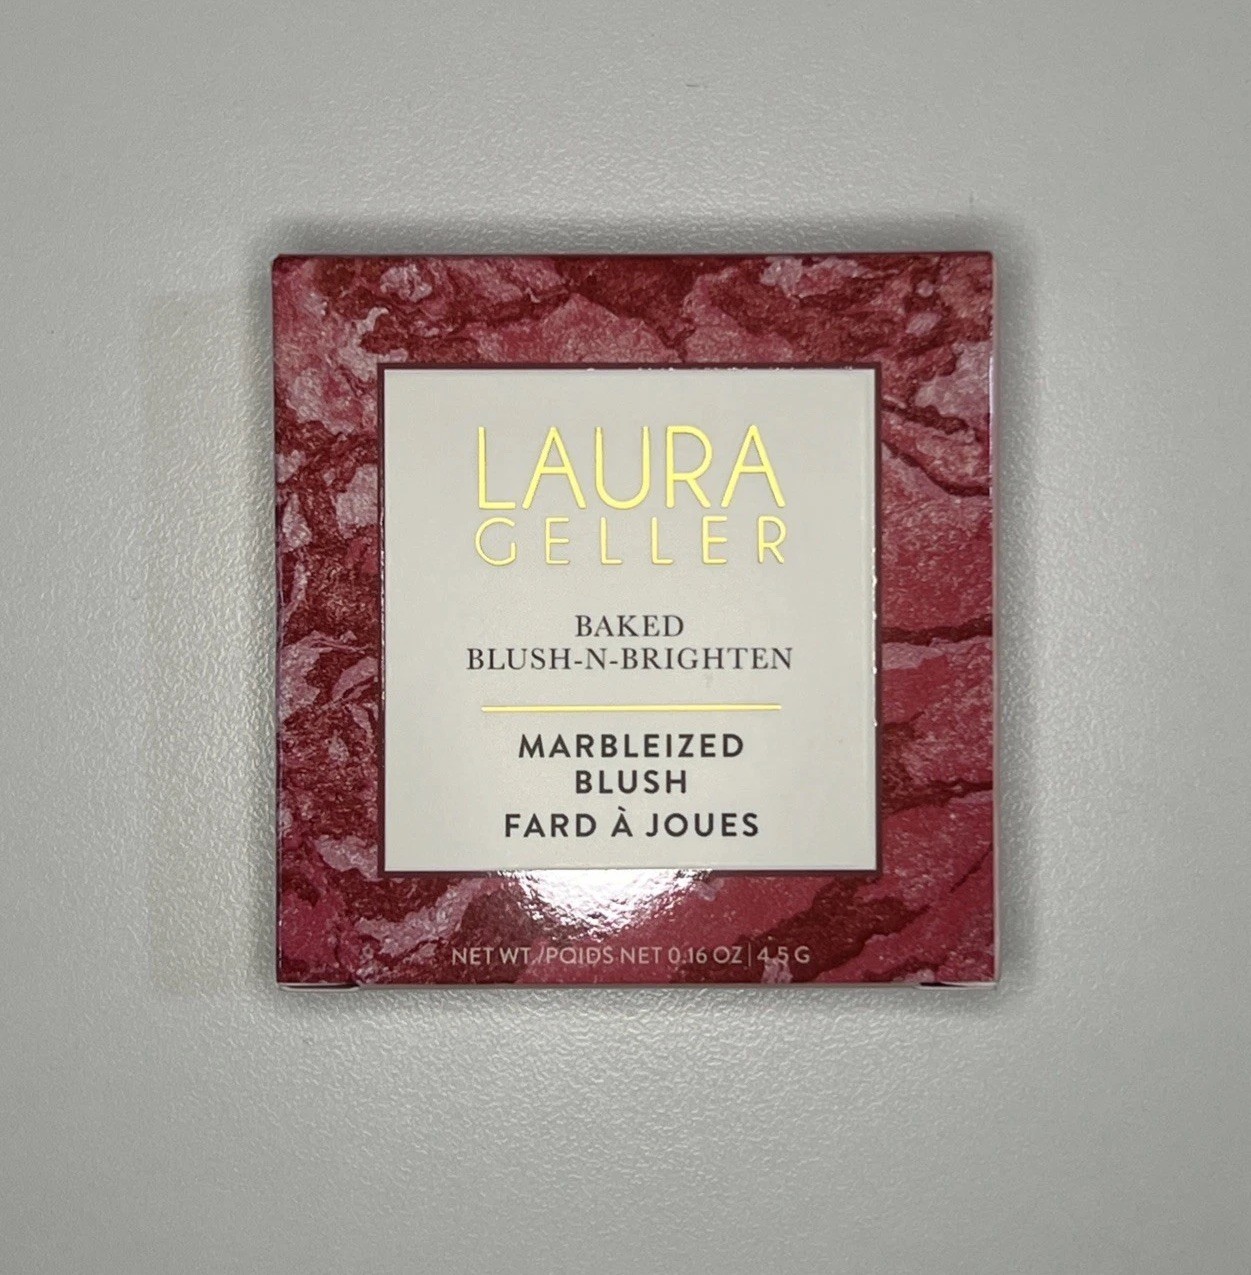 LAURA
GELLER
BAKED
BLUSH-N-BRIGHTEN
MARBLEIZED
BLUSH
FARD À JOUES
NET WT./POIDS NET 0.16 OZ | 4.5 G